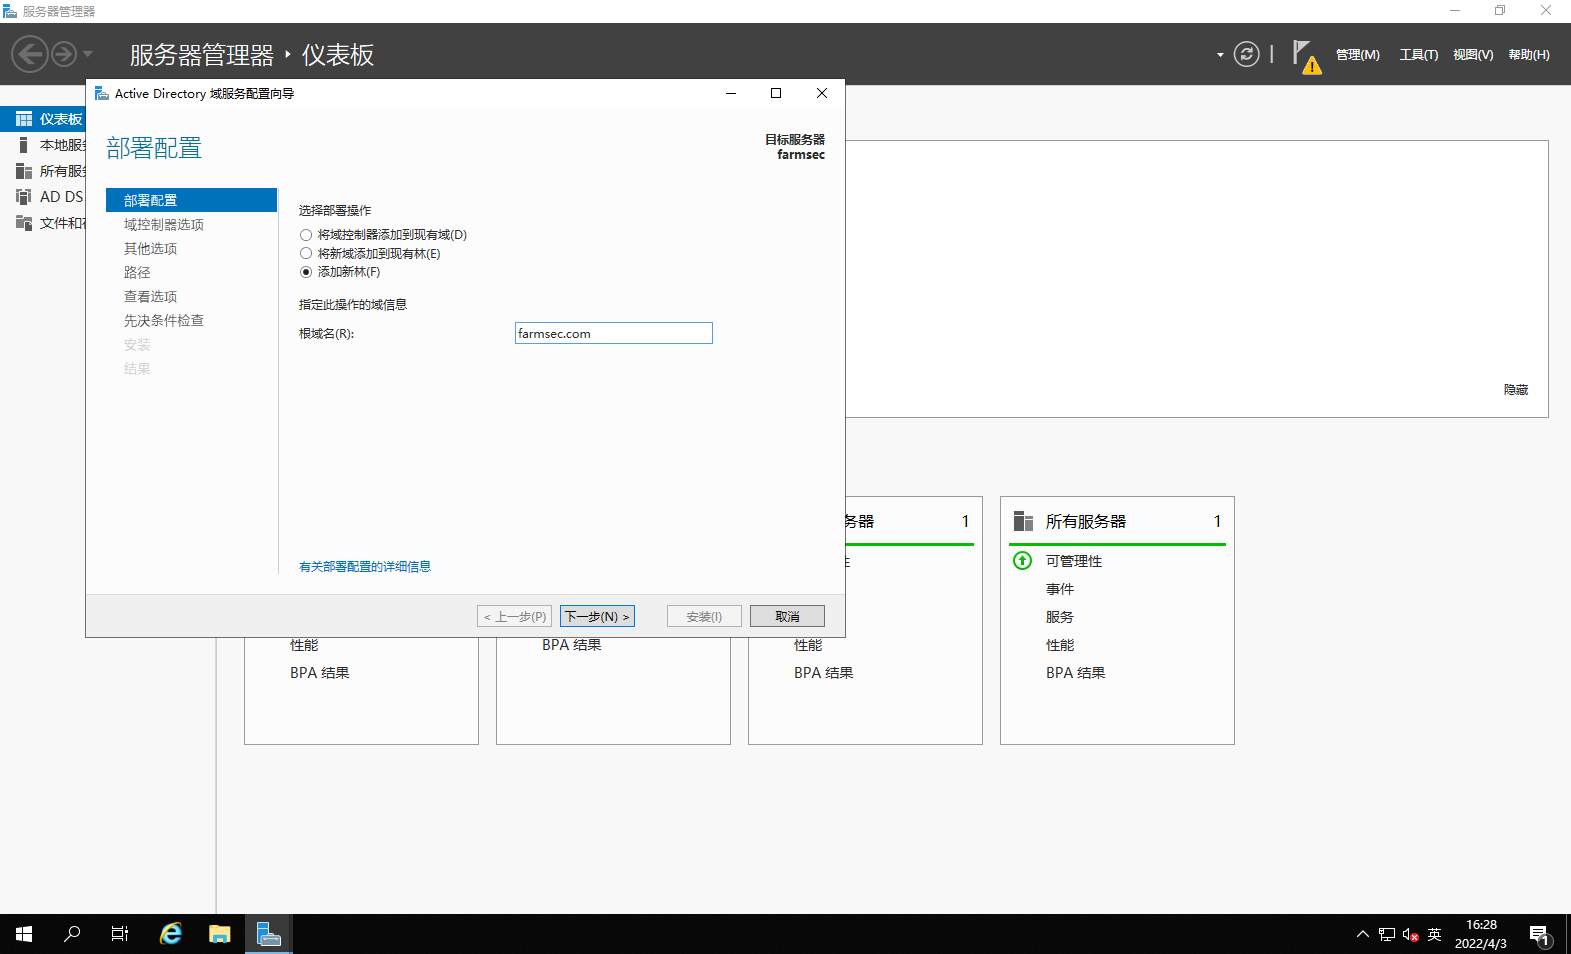 服务器管理器
服务器管理器 ‣ 仪表板
管理(M) 工具(T) 视图(V) 帮助(H)
仪表板
本地服
所有服
AD DS
文件和
Active Directory 域服务配置向导
部署配置
目标服务器
farmsec
部署配置
域控制器选项
其他选项
路径
查看选项
先决条件检查
安装
结果
选择部署操作
将域控制器添加到现有域(D)
将新域添加到现有林(E)
添加新林(F)
指定此操作的域信息
根域名(R):
farmsec.com
有关部署配置的详细信息
< 上一步(P) 下一步(N) > 安装(I) 取消
隐藏
性能
BPA 结果
BPA 结果
务器 1
性能
BPA 结果
所有服务器 1
可管理性
事件
服务
性能
BPA 结果
英
16:28
2022/4/3
1